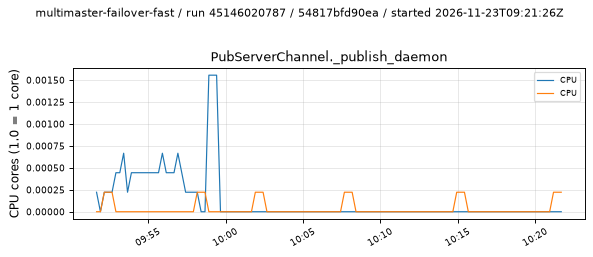 multimaster-failover-fast / run 45146020787 / 54817bfd90ea / started 2026-11-23T09:21:26Z
PubServerChannel._publish_daemon
CPU cores (1.0 = 1 core)
0.00150
0.00125
0.00100
0.00075
0.00050
0.00025
0.00000
CPU
CPU
09:55
10:00
10:05
10:10
10:15
10:20